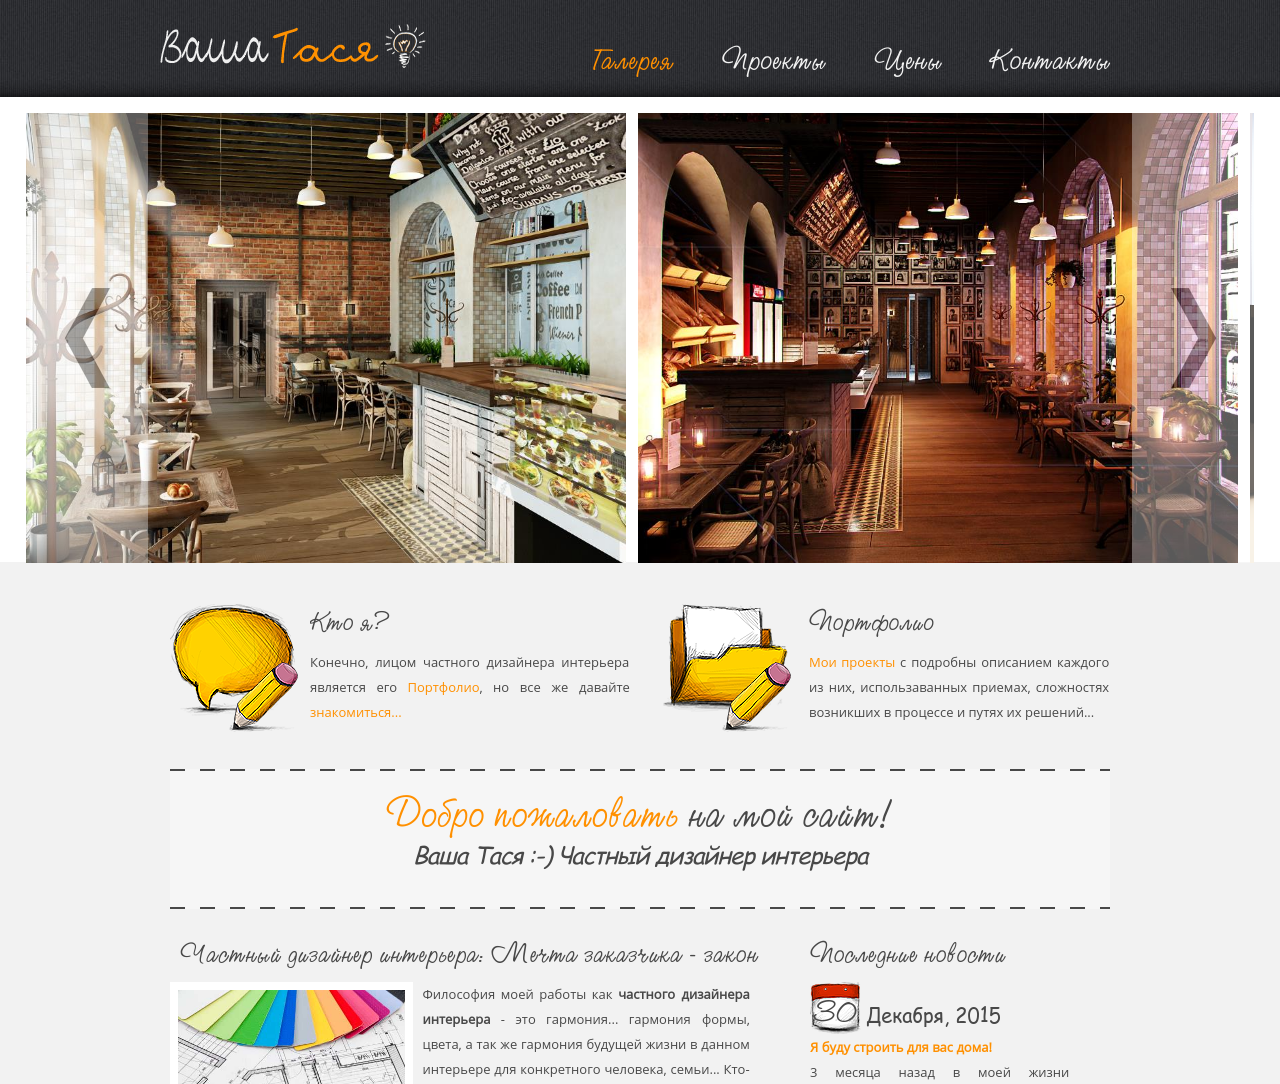 Ваша Тася
Галерея Проекты Цены Контакты
Кто я?
Конечно, лицом частного дизайнера интерьера
является его Портфолио, но все же давайте
знакомиться...
Портфолио
Мои проекты с подробны описанием каждого
из них, использаванных приемах, сложностях
возникших в процессе и путях их решений...
Добро пожаловать на мой сайт!
Ваша Тася :-) Частный дизайнер интерьера
Частный дизайнер интерьера: Мечта заказчика - закон
Философия моей работы как частного дизайнера
интерьера - это гармония... гармония формы,
цвета, а так же гармония будущей жизни в данном
интерьере для конкретного человека, семьи... Кто-
Последние новости
30 Декабря, 2015
Я буду строить для вас дома!
3 месяца назад в моей жизни